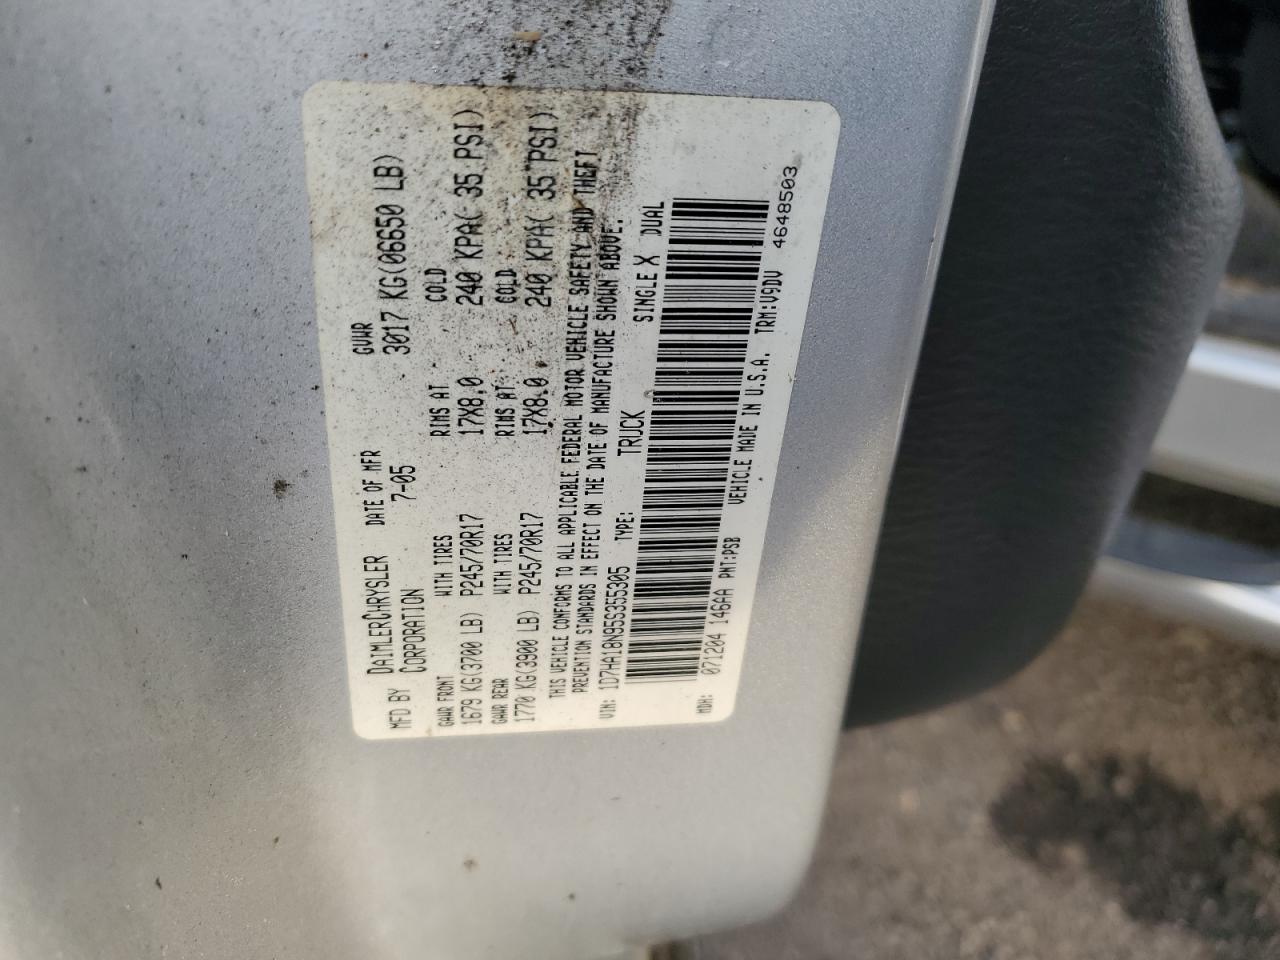 MFD BY DAIMLERCHRYSLER CORPORATION DATE OF MFR 7-05 GVWR 3017 KG(06650 LB)
GAWR FRONT WITH TIRES RIMS AT COLD
1679 KG(3700 LB) P245/70R17 17X8.0 240 KPA( 35 PSI)
GAWR REAR WITH TIRES RIMS AT COLD
1770 KG(3900 LB) P245/70R17 17X8.0 240 KPA( 35 PSI)
THIS VEHICLE CONFORMS TO ALL APPLICABLE FEDERAL MOTOR VEHICLE SAFETY AND THEFT
PREVENTION STANDARDS IN EFFECT ON THE DATE OF MANUFACTURE SHOWN ABOVE.
VIN: 1D7HA18N95S355305 TYPE: TRUCK SINGLE X DUAL
MDH: 071204 146AA PNT:PSB VEHICLE MADE IN U.S.A. TRM:V9DV 4648503